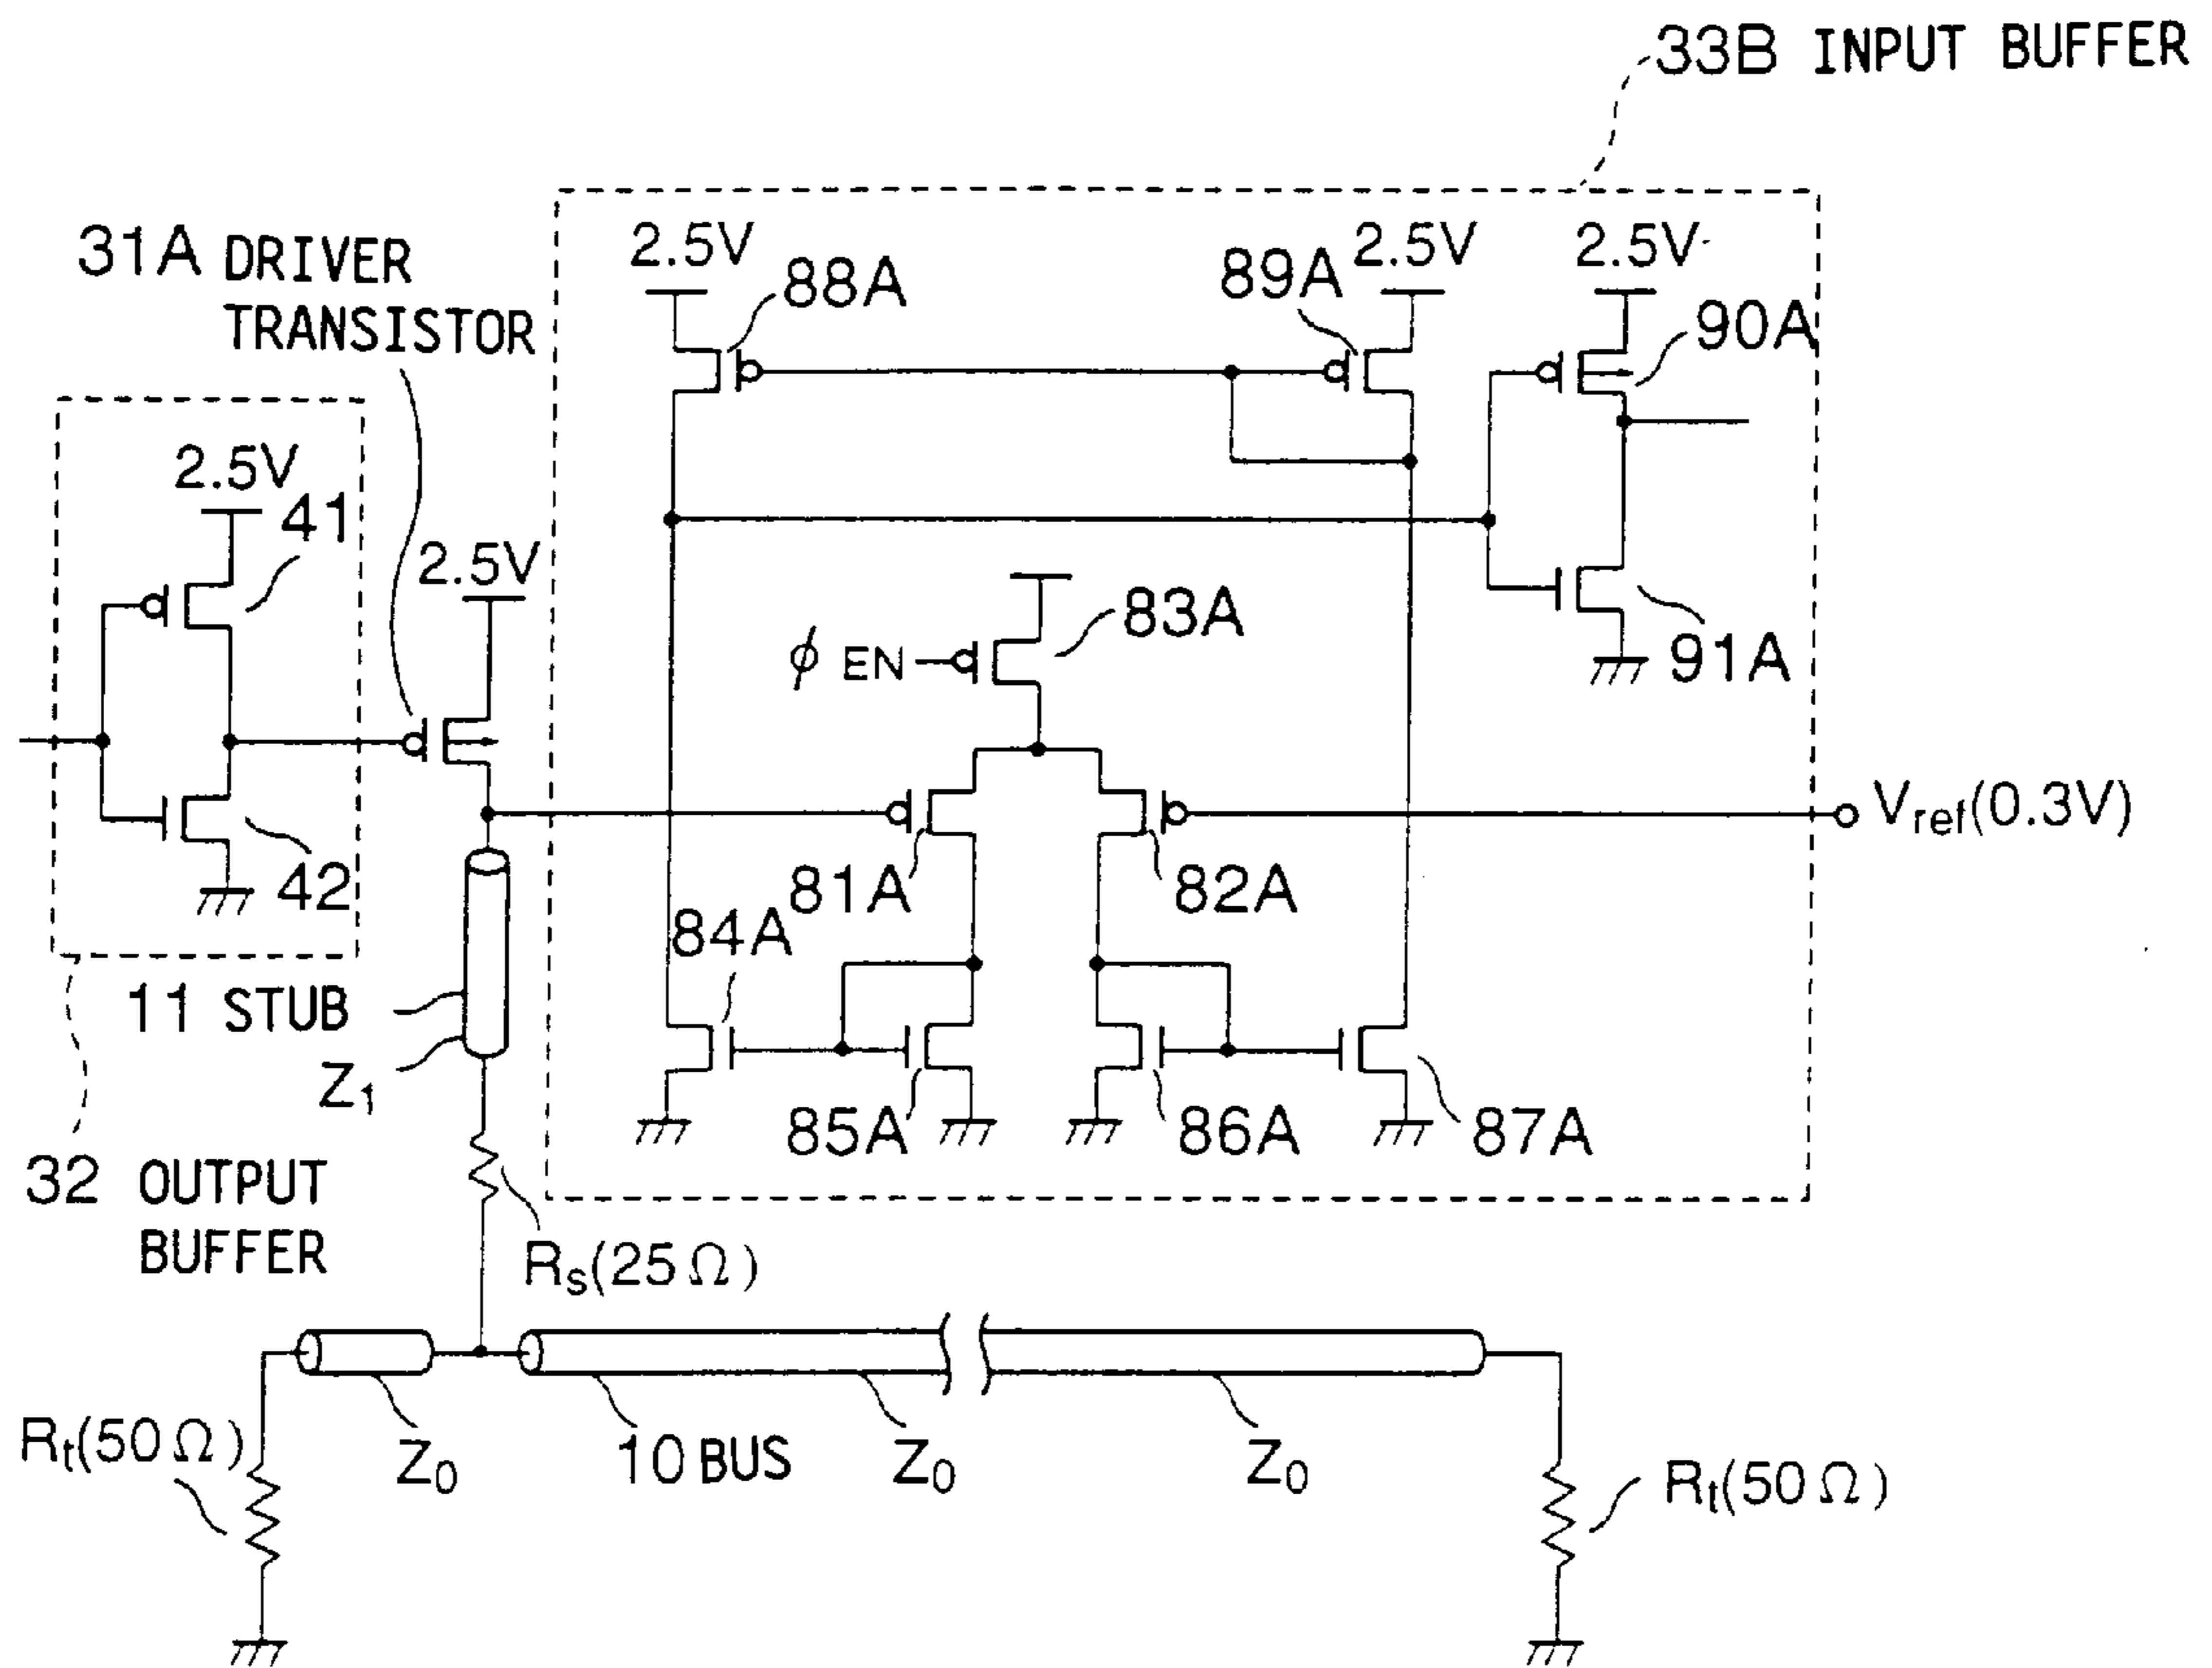 33B INPUT BUFFER
31A DRIVER
TRANSISTOR
2.5V
88A
89A
2.5V
2.5V
90A
2.5V
41
2.5V
ϕ EN
83A
91A
42
81A
82A
Vref(0.3V)
84A
11 STUB
Z1
85A
86A
87A
32 OUTPUT
BUFFER
Rs(25Ω)
Rt(50Ω)
Z0
10 BUS
Z0
Z0
Rt(50Ω)